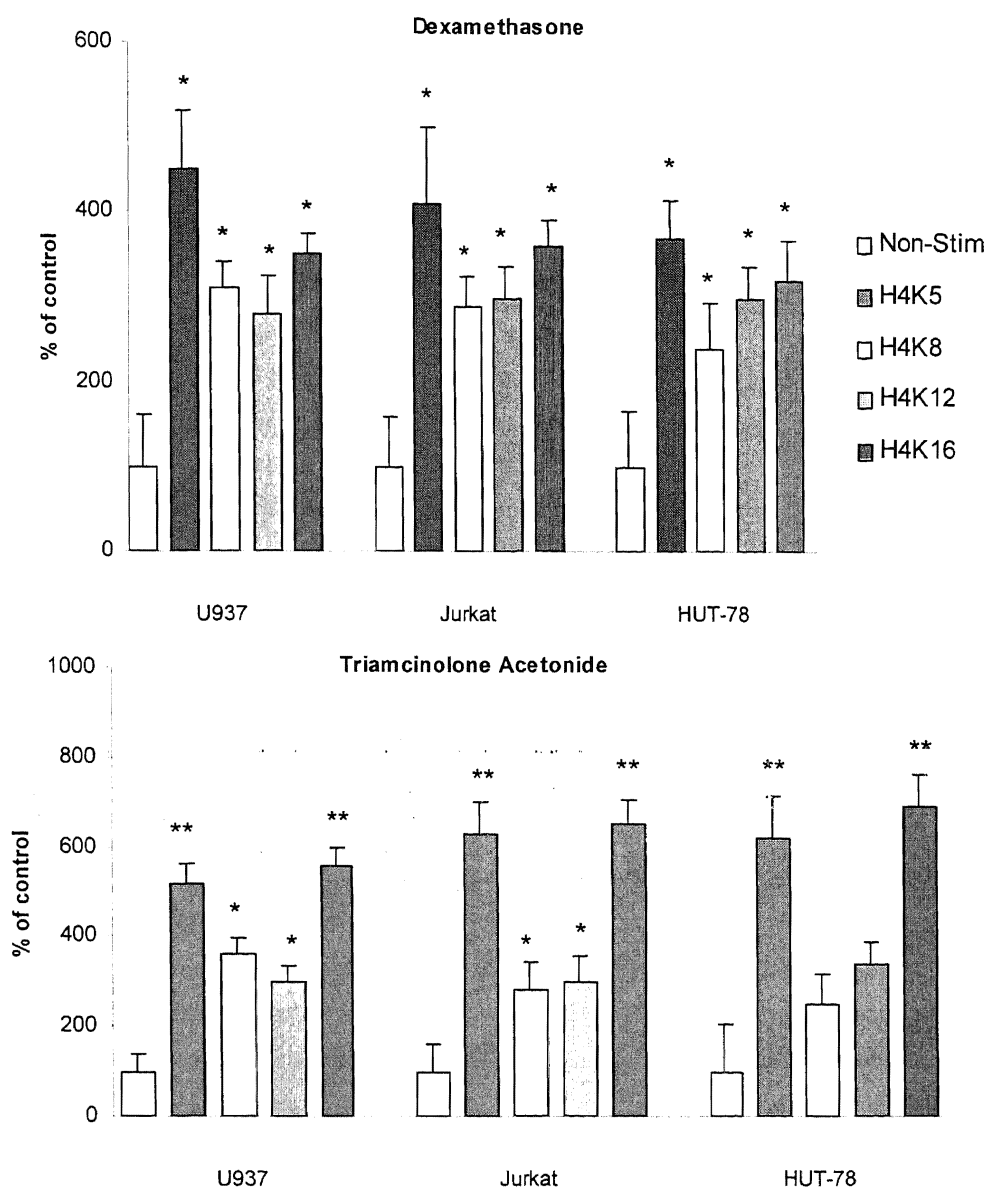 Dexamethasone
600
400
200
0
% of control
* * * * *
* * * *
* * * *
Non-Stim
H4K5
H4K8
H4K12
H4K16
U937 Jurkat HUT-78
Triamcinolone Acetonide
1000
800
600
400
200
0
% of control
** * * **
** * * **
** **
U937 Jurkat HUT-78